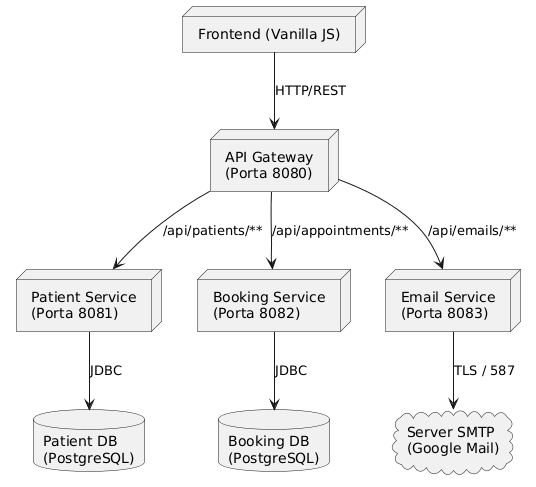 Frontend (Vanilla JS)
HTTP/REST
API Gateway
(Porta 8080)
/api/patients/**
/api/appointments/**
/api/emails/**
Patient Service
(Porta 8081)
Booking Service
(Porta 8082)
Email Service
(Porta 8083)
JDBC
JDBC
TLS / 587
Patient DB
(PostgreSQL)
Booking DB
(PostgreSQL)
Server SMTP
(Google Mail)